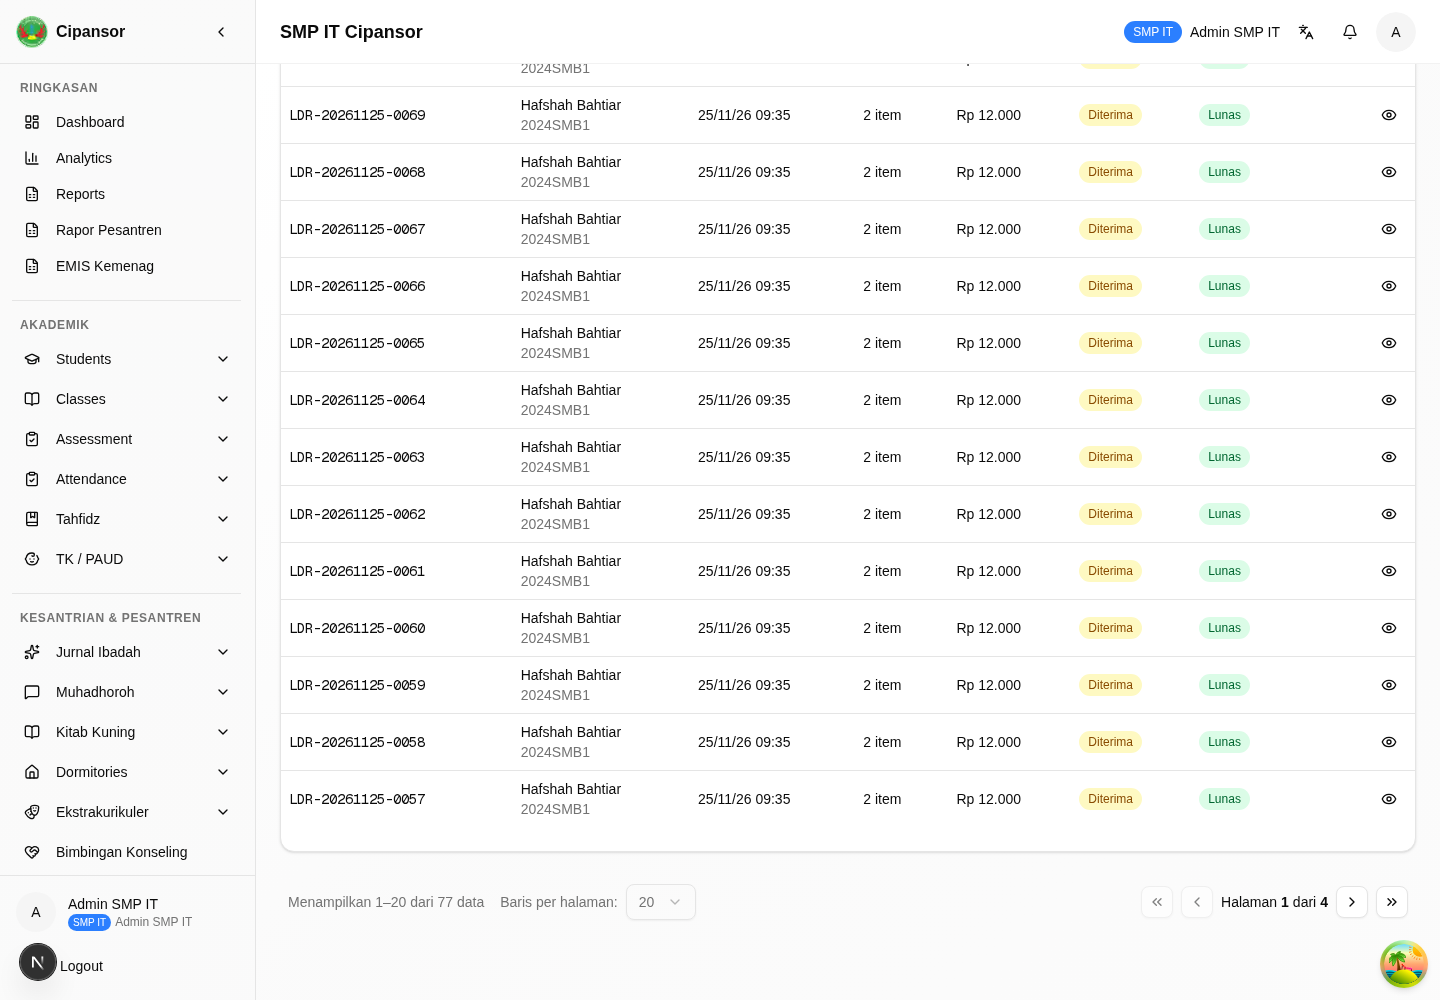 Cipansor
SMP IT Cipansor
SMP IT Admin SMP IT A
RINGKASAN
Dashboard
Analytics
Reports
Rapor Pesantren
EMIS Kemenag
AKADEMIK
Students
Classes
Assessment
Attendance
Tahfidz
TK / PAUD
KESANTRIAN & PESANTREN
Jurnal Ibadah
Muhadhoroh
Kitab Kuning
Dormitories
Ekstrakurikuler
Bimbingan Konseling
A
Admin SMP IT
SMP IT Admin SMP IT
N
Logout
2024SMB1
LDR-20261125-0069 Hafshah Bahtiar 25/11/26 09:35 2 item Rp 12.000 Diterima Lunas
2024SMB1
LDR-20261125-0068 Hafshah Bahtiar 25/11/26 09:35 2 item Rp 12.000 Diterima Lunas
2024SMB1
LDR-20261125-0067 Hafshah Bahtiar 25/11/26 09:35 2 item Rp 12.000 Diterima Lunas
2024SMB1
LDR-20261125-0066 Hafshah Bahtiar 25/11/26 09:35 2 item Rp 12.000 Diterima Lunas
2024SMB1
LDR-20261125-0065 Hafshah Bahtiar 25/11/26 09:35 2 item Rp 12.000 Diterima Lunas
2024SMB1
LDR-20261125-0064 Hafshah Bahtiar 25/11/26 09:35 2 item Rp 12.000 Diterima Lunas
2024SMB1
LDR-20261125-0063 Hafshah Bahtiar 25/11/26 09:35 2 item Rp 12.000 Diterima Lunas
2024SMB1
LDR-20261125-0062 Hafshah Bahtiar 25/11/26 09:35 2 item Rp 12.000 Diterima Lunas
2024SMB1
LDR-20261125-0061 Hafshah Bahtiar 25/11/26 09:35 2 item Rp 12.000 Diterima Lunas
2024SMB1
LDR-20261125-0060 Hafshah Bahtiar 25/11/26 09:35 2 item Rp 12.000 Diterima Lunas
2024SMB1
LDR-20261125-0059 Hafshah Bahtiar 25/11/26 09:35 2 item Rp 12.000 Diterima Lunas
2024SMB1
LDR-20261125-0058 Hafshah Bahtiar 25/11/26 09:35 2 item Rp 12.000 Diterima Lunas
2024SMB1
LDR-20261125-0057 Hafshah Bahtiar 25/11/26 09:35 2 item Rp 12.000 Diterima Lunas
2024SMB1
Menampilkan 1–20 dari 77 data Baris per halaman: 20 Halaman 1 dari 4